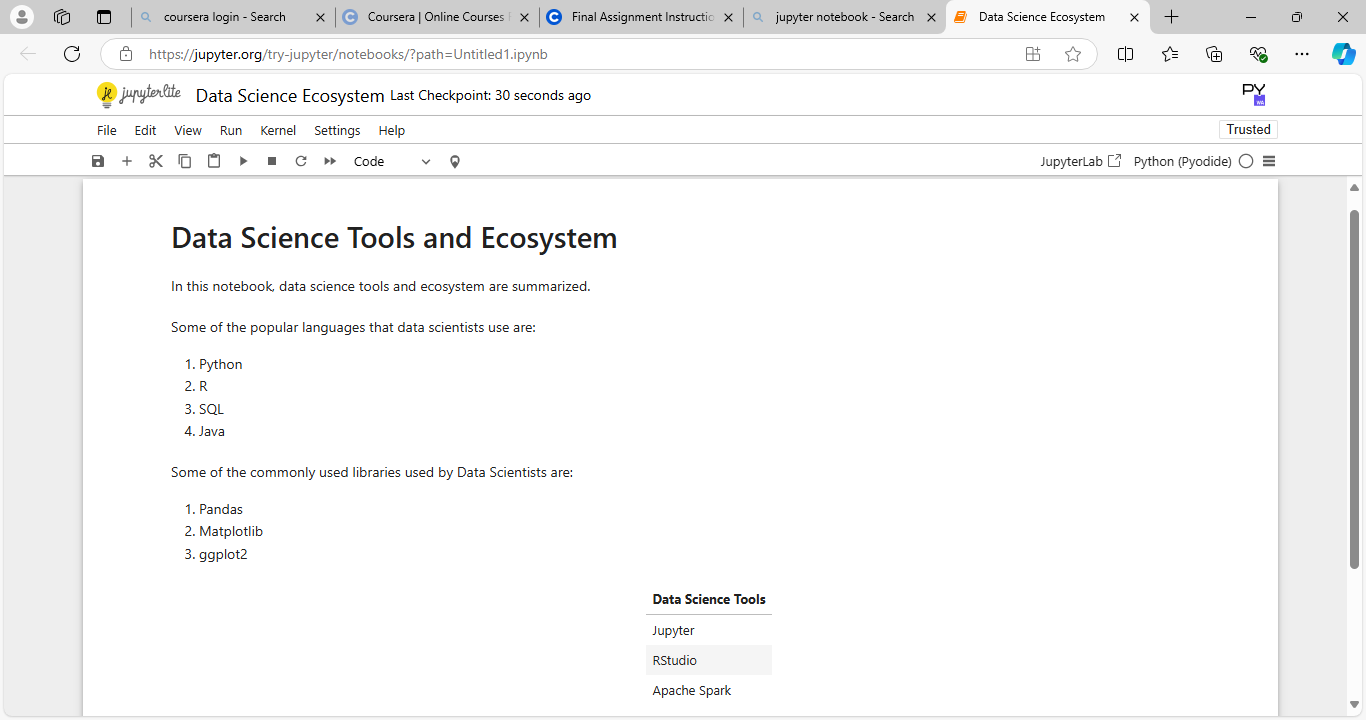 coursera login - Search
Coursera | Online Courses
Final Assignment Instructio
jupyter notebook - Search
Data Science Ecosystem
https://jupyter.org/try-jupyter/notebooks/?path=Untitled1.ipynb
jupyterlite
Data Science Ecosystem Last Checkpoint: 30 seconds ago
PY
File Edit View Run Kernel Settings Help
Trusted
Code
JupyterLab
Python (Pyodide)
Data Science Tools and Ecosystem
In this notebook, data science tools and ecosystem are summarized.
Some of the popular languages that data scientists use are:
1. Python
2. R
3. SQL
4. Java
Some of the commonly used libraries used by Data Scientists are:
1. Pandas
2. Matplotlib
3. ggplot2
Data Science Tools
Jupyter
RStudio
Apache Spark